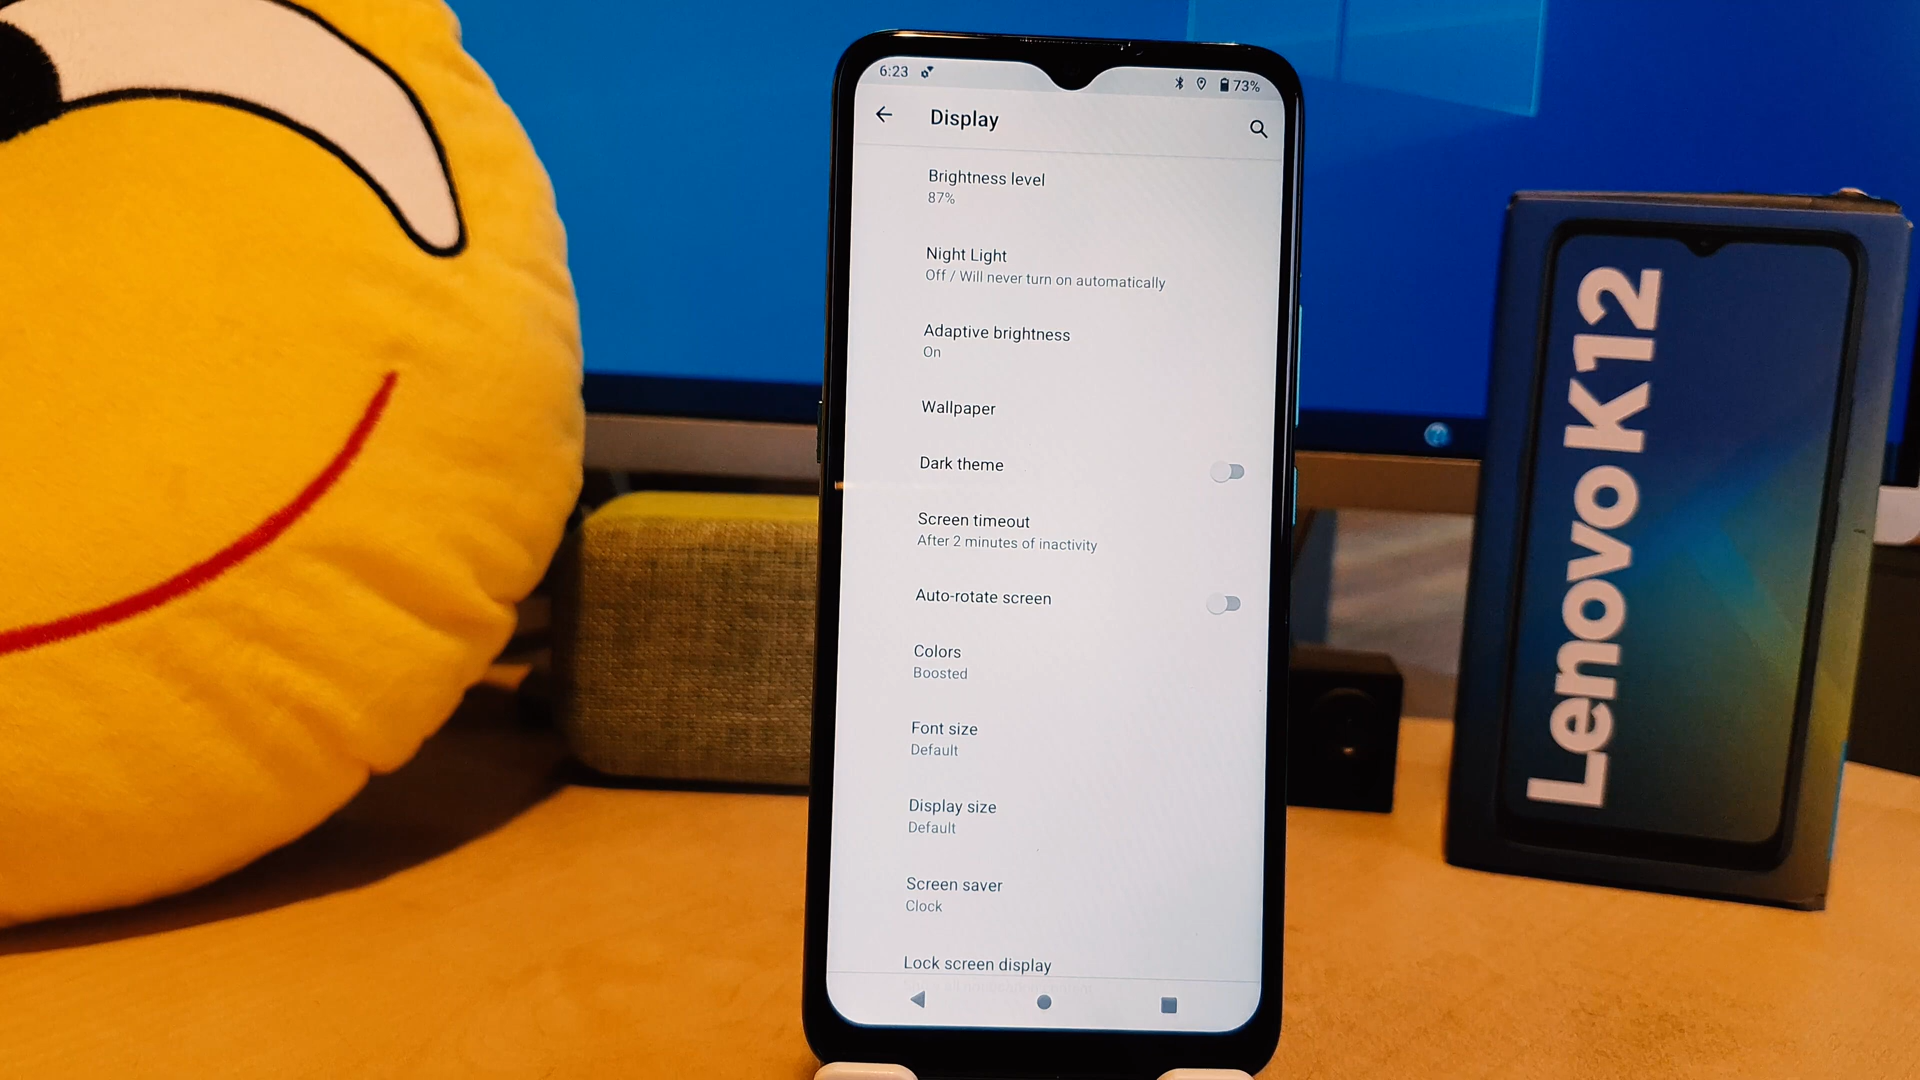 6:23
73%
Display
Brightness level
87%
Night Light
Off / Will never turn on automatically
Adaptive brightness
On
Wallpaper
Dark theme
Screen timeout
After 2 minutes of inactivity
Auto-rotate screen
Colors
Boosted
Font size
Default
Display size
Default
Screen saver
Clock
Lock screen display
Lenovo K12